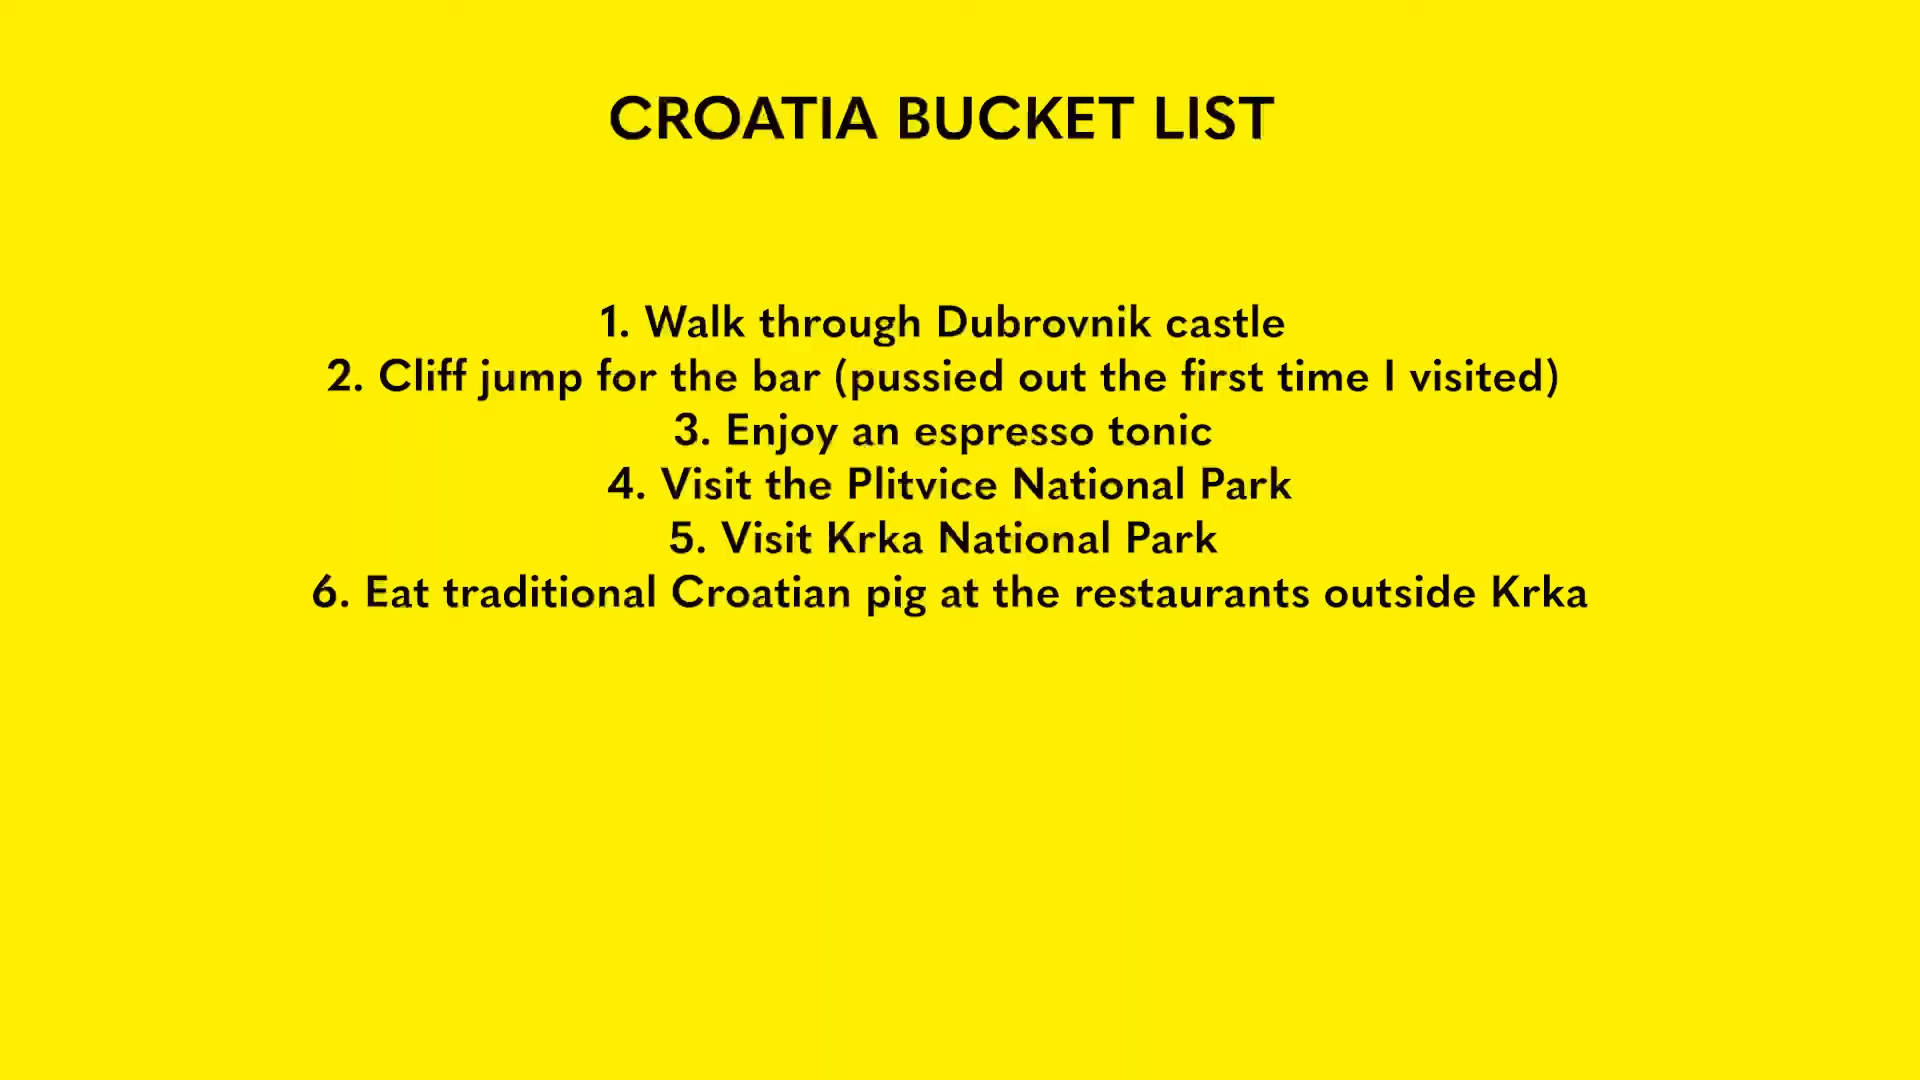 CROATIA BUCKET LIST
1. Walk through Dubrovnik castle
2. Cliff jump for the bar (pussied out the first time I visited)
3. Enjoy an espresso tonic
4. Visit the Plitvice National Park
5. Visit Krka National Park
6. Eat traditional Croatian pig at the restaurants outside Krka